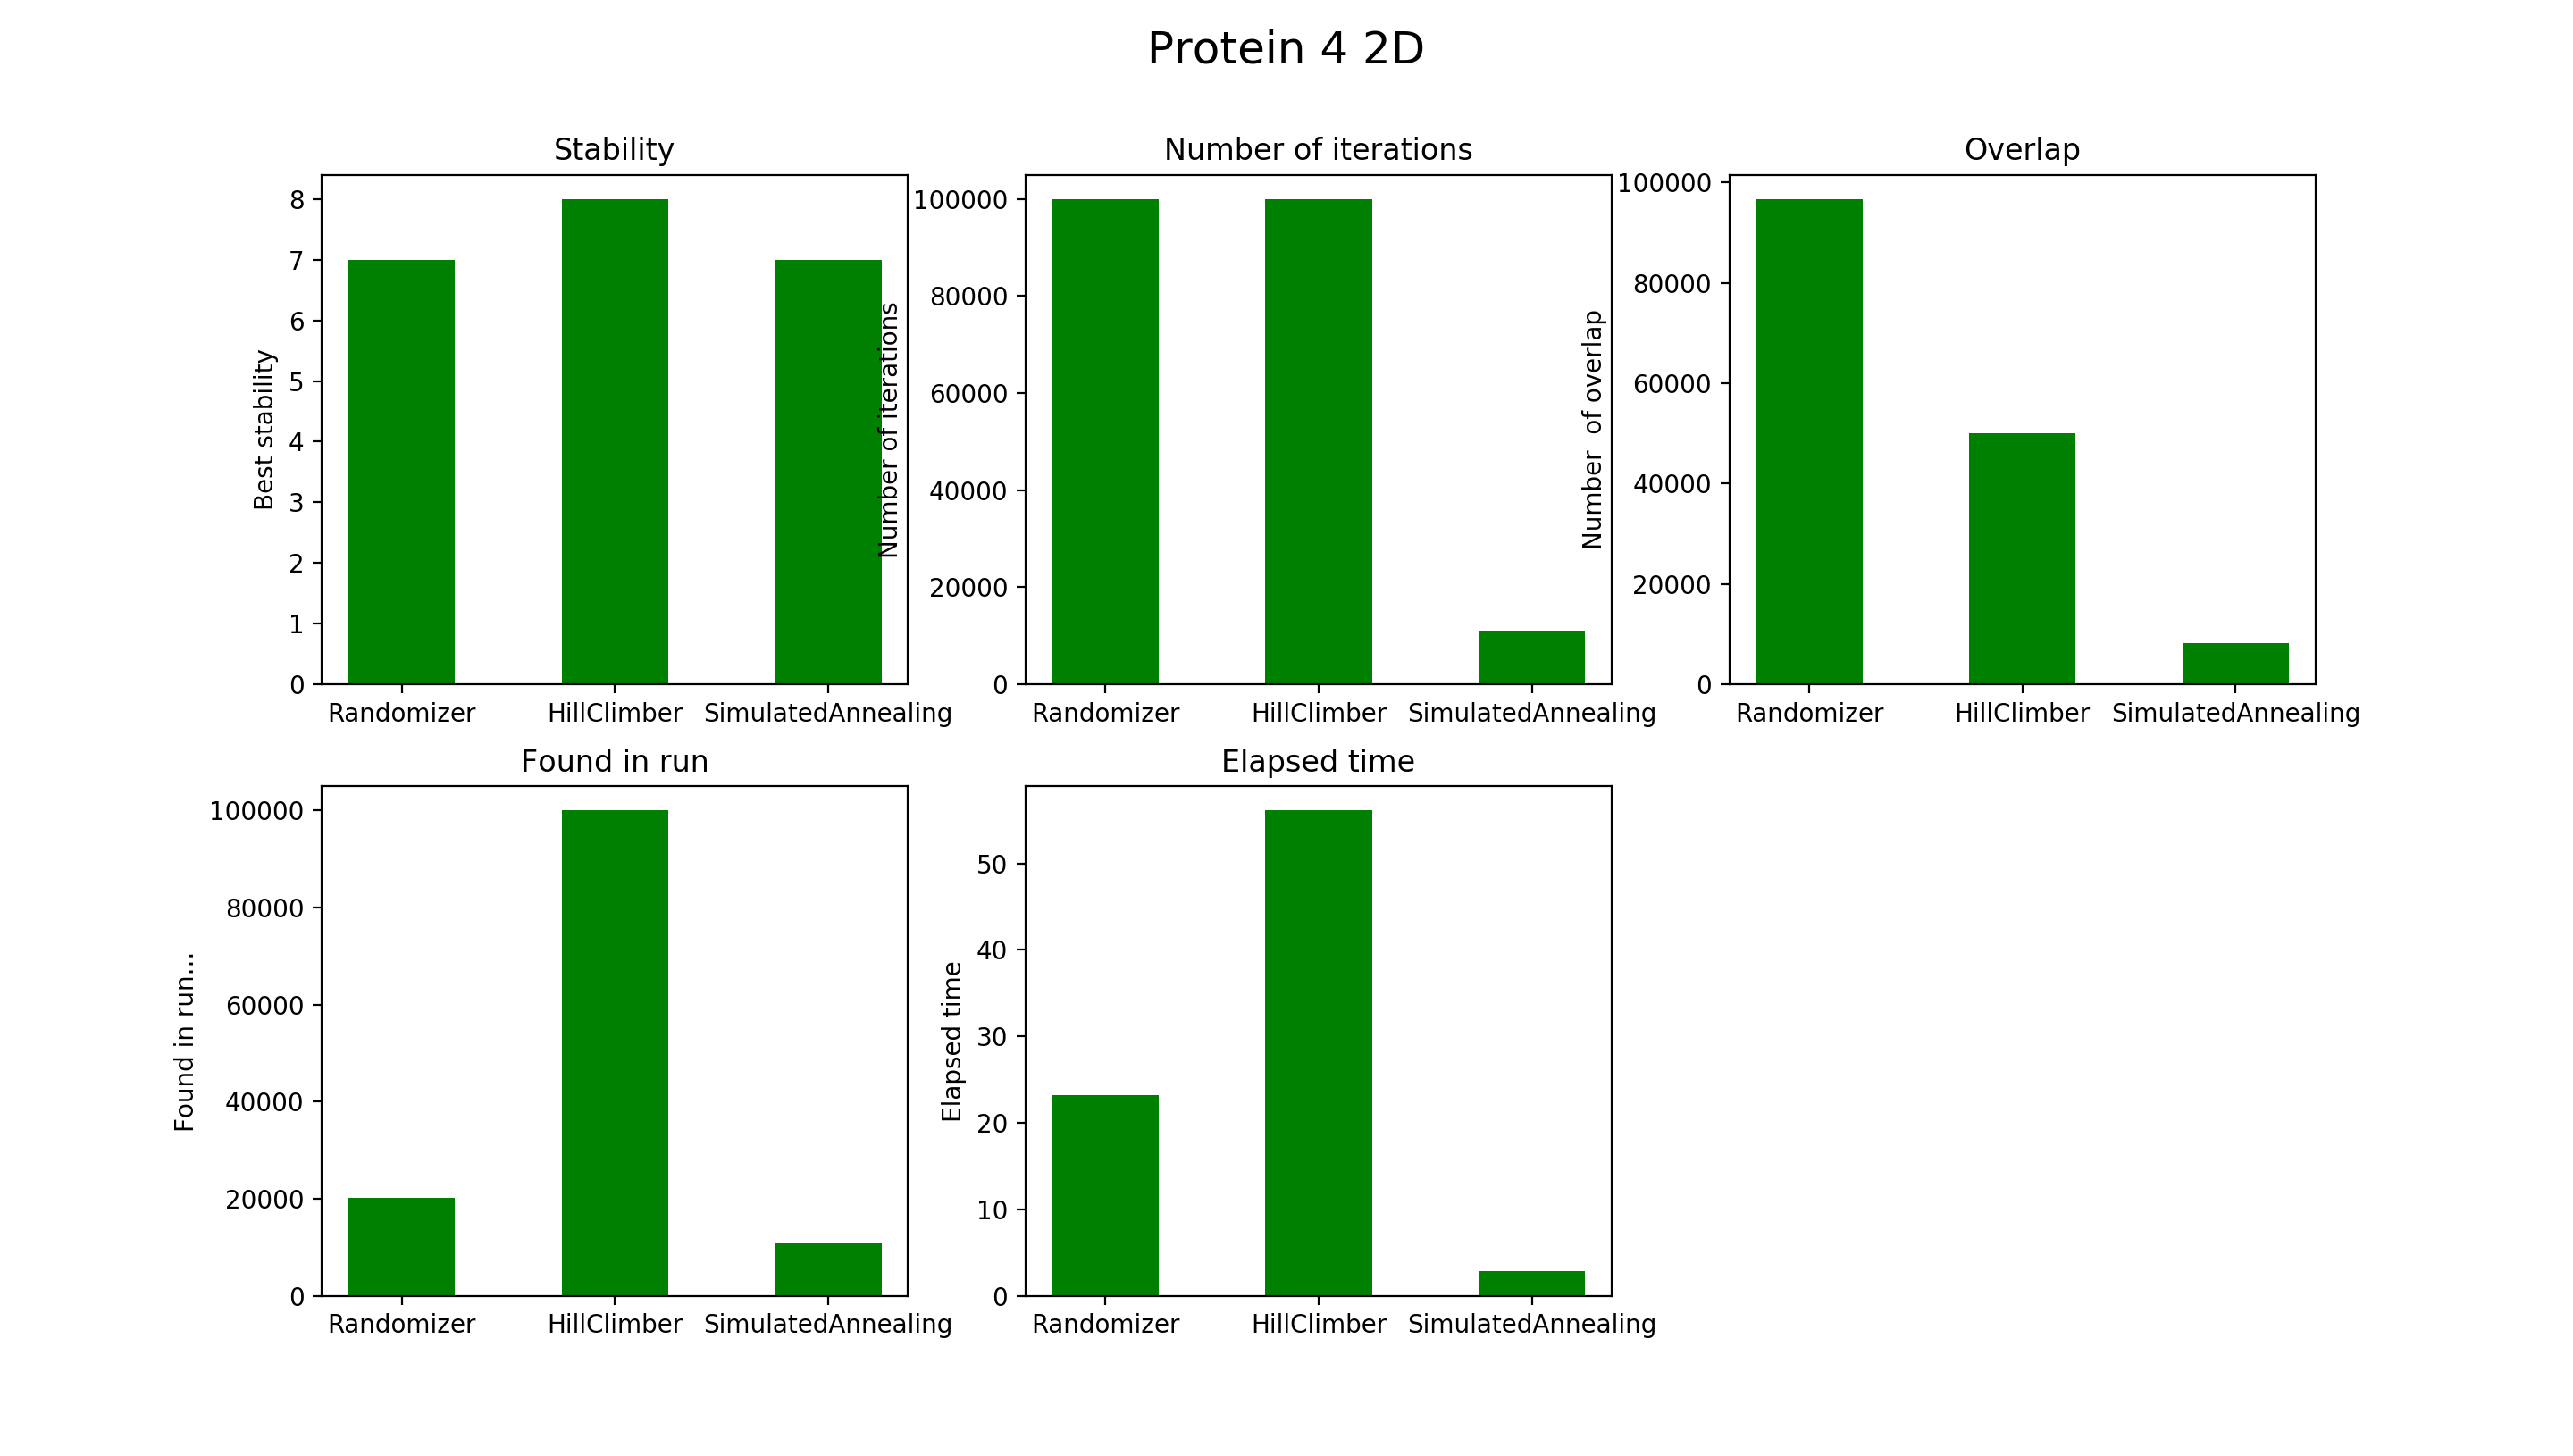 Protein 4 2D
Stability
Best stability
8
7
6
5
4
3
2
1
0
Randomizer HillClimber SimulatedAnnealing
Number of iterations
Number of iterations
100000
80000
60000
40000
20000
0
Randomizer HillClimber SimulatedAnnealing
Overlap
Number of overlap
100000
80000
60000
40000
20000
0
Randomizer HillClimber SimulatedAnnealing
Found in run
Found in run...
100000
80000
60000
40000
20000
0
Randomizer HillClimber SimulatedAnnealing
Elapsed time
Elapsed time
50
40
30
20
10
0
Randomizer HillClimber SimulatedAnnealing